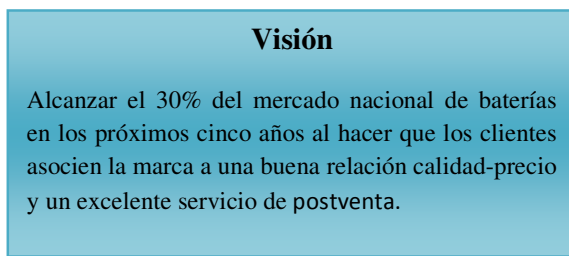 Visión
Alcanzar el 30% del mercado nacional de baterías
en los próximos cinco años al hacer que los clientes
asocien la marca a una buena relación calidad-precio
y un excelente servicio de postventa.